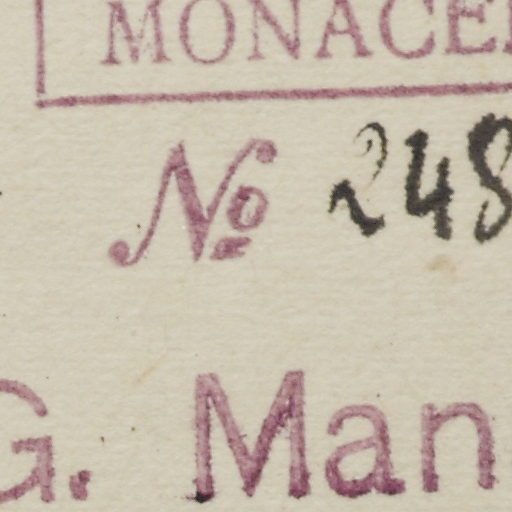 MONACE
№ 248
G. Man